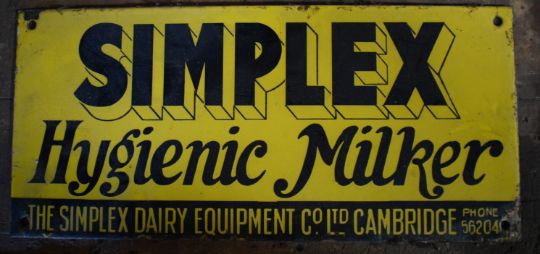 SIMPLEX
Hygienic Milker
THE SIMPLEX DAIRY EQUIPMENT CO LTD CAMBRIDGE PHONE 56204